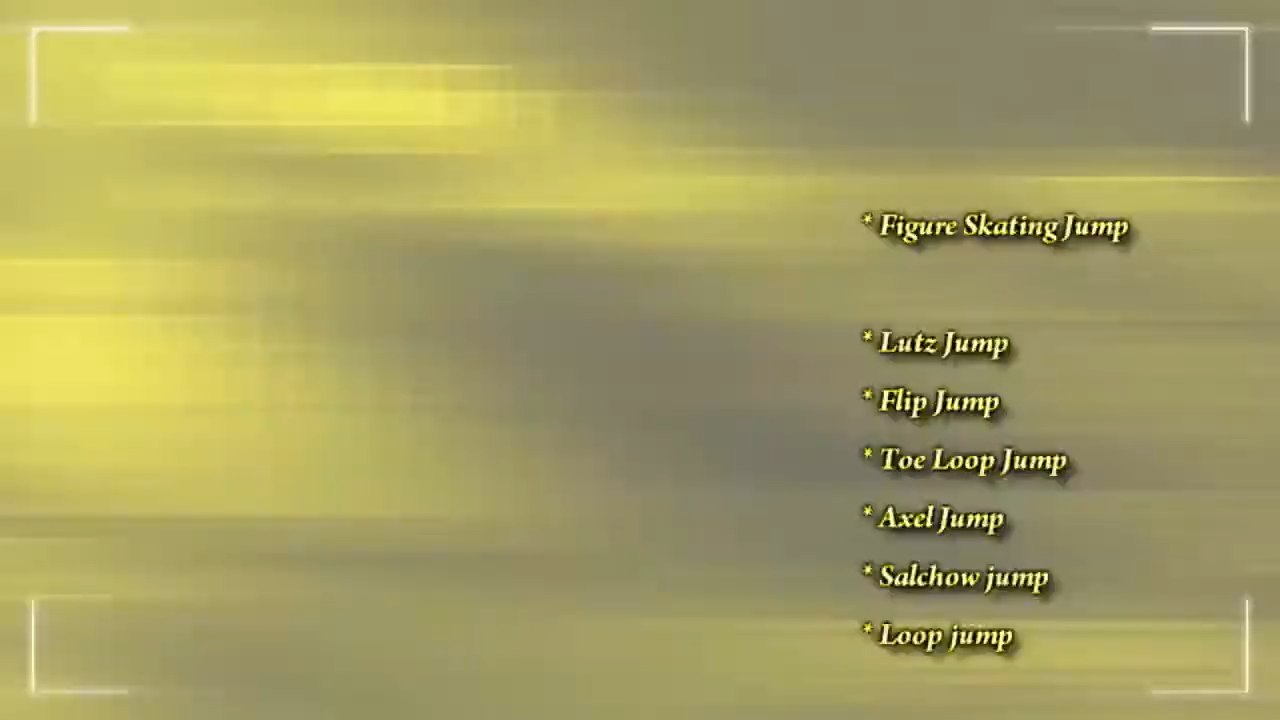 * Figure Skating Jump
* Lutz Jump
* Flip Jump
* Toe Loop Jump
* Axel Jump
* Salchow jump
* Loop jump